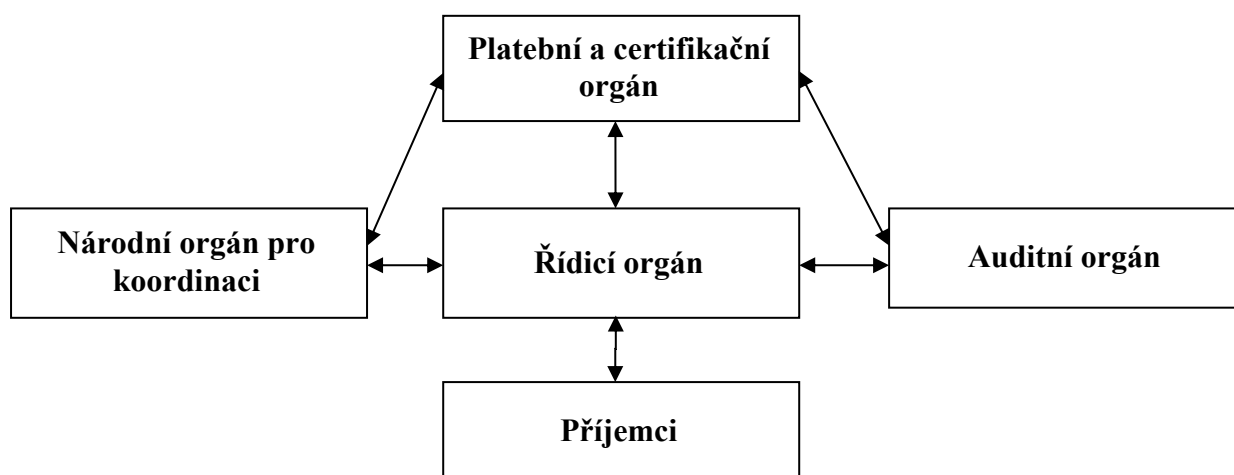 Platební a certifikační
orgán
Národní orgán pro
koordinaci
Řídicí orgán
Auditní orgán
Příjemci